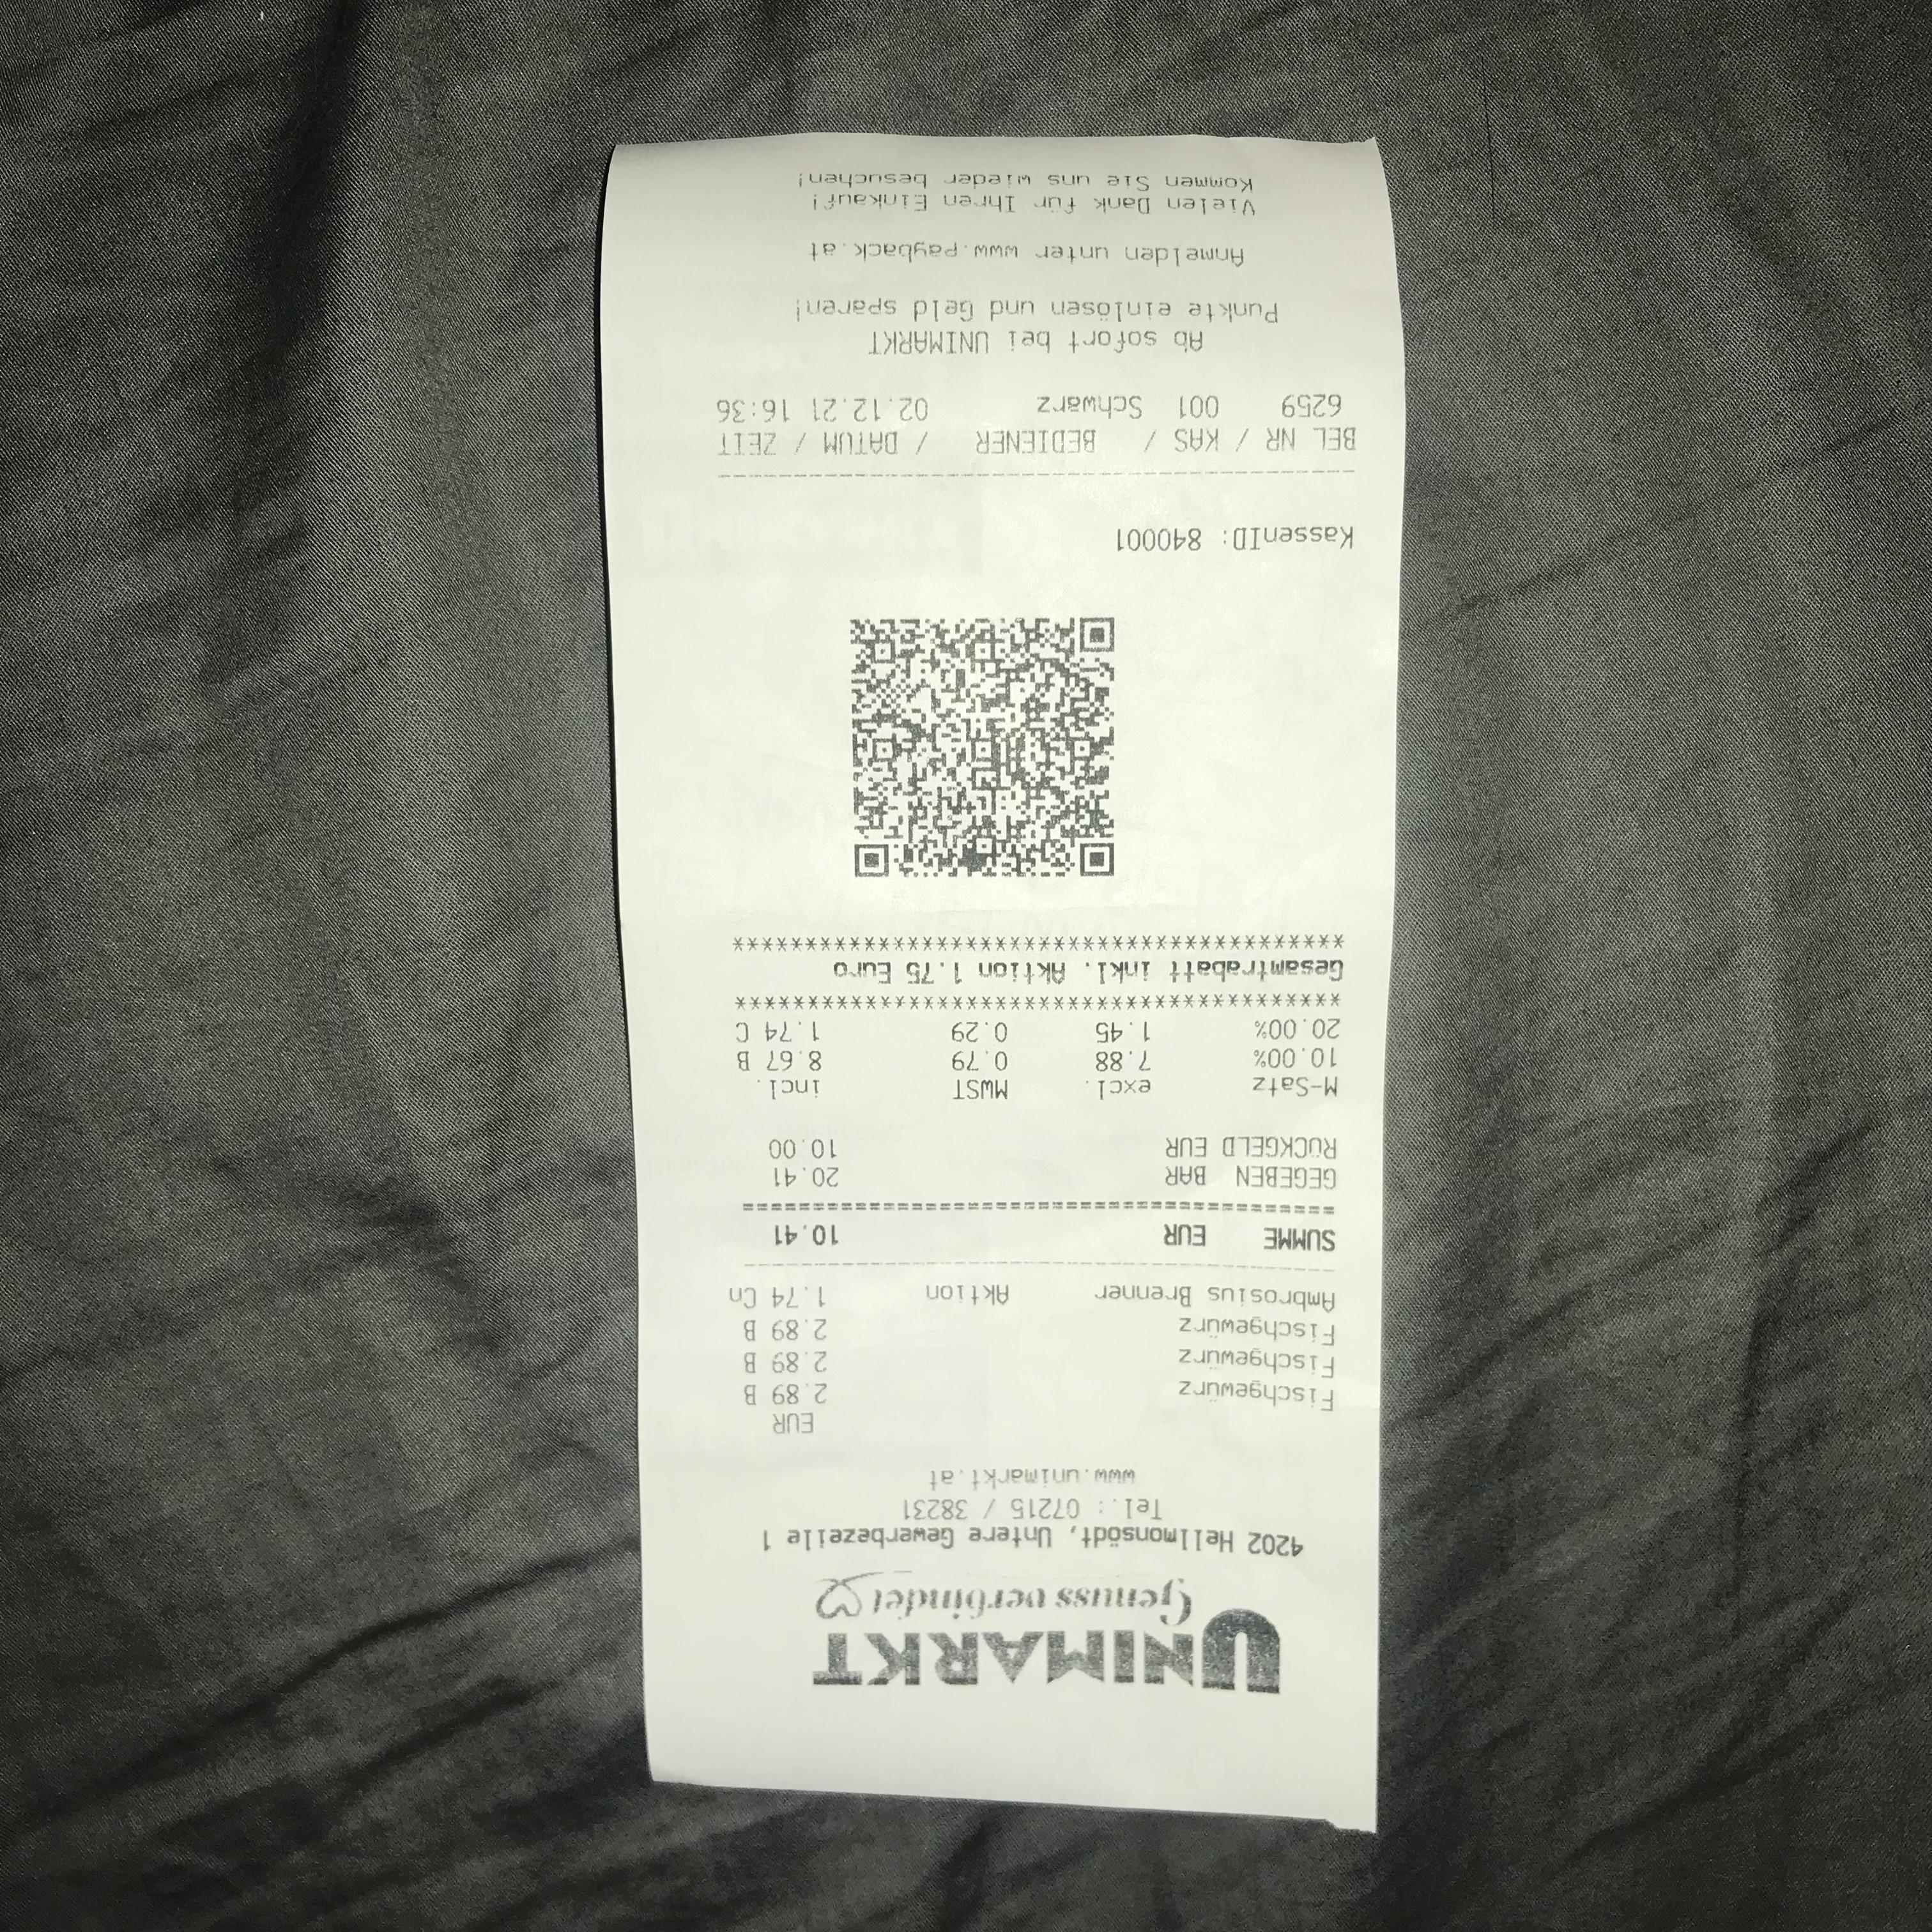 UNIMARKT
Genuss verbindet
4202 Hellmonsödt, Untere Gewerbezeile 1
Tel.: 07215 / 38231
www.unimarkt.at
EUR
Fischgewürz 2.89 B
Fischgewürz 2.89 B
Fischgewürz 2.89 B
Ambrosius Brenner Aktion 1.74 Cn
SUMME EUR 10.41
GEGEBEN BAR 20.41
RÜCKGELD EUR 10.00
M-Satz excl. MWST incl.
10.00% 7.88 0.79 8.67 B
20.00% 1.45 0.29 1.74 C
******************************************
Gesamtrabatt inkl. Aktion 1.75 Euro
******************************************
KassenID: 840001
BEL NR / KAS / BEDIENER / DATUM / ZEIT
6259 001 Schwarz 02.12.21 16:36
Ab sofort bei UNIMARKT
Punkte einlösen und Geld sparen!
Anmelden unter www.payback.at
Vielen Dank für Ihren Einkauf!
Kommen Sie uns wieder besuchen!